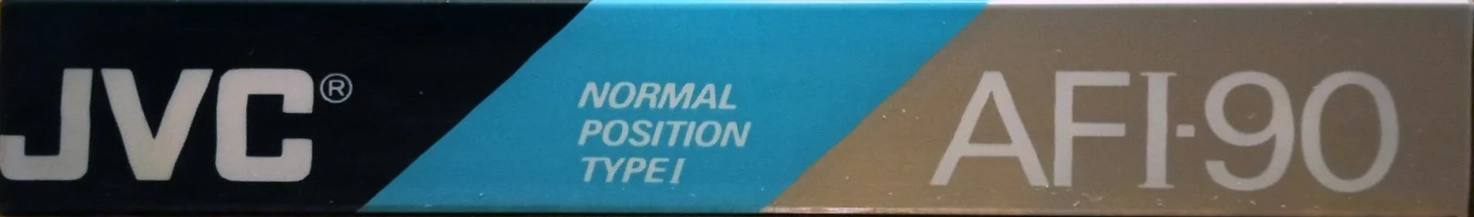 JVC®
NORMAL
POSITION
TYPE I
AFI-90